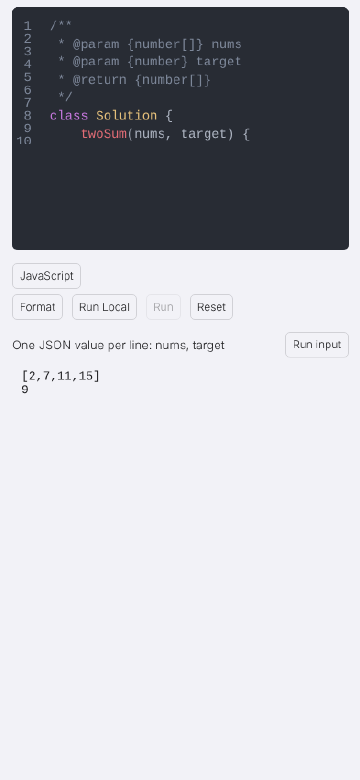 1 /**
2  * @param {number[]} nums
3  * @param {number} target
4  * @return {number[]}
5  */
6 class Solution {
7     twoSum(nums, target) {
8
9
10
JavaScript
Format Run Local Run Reset
One JSON value per line: nums, target Run input
[2,7,11,15]
9